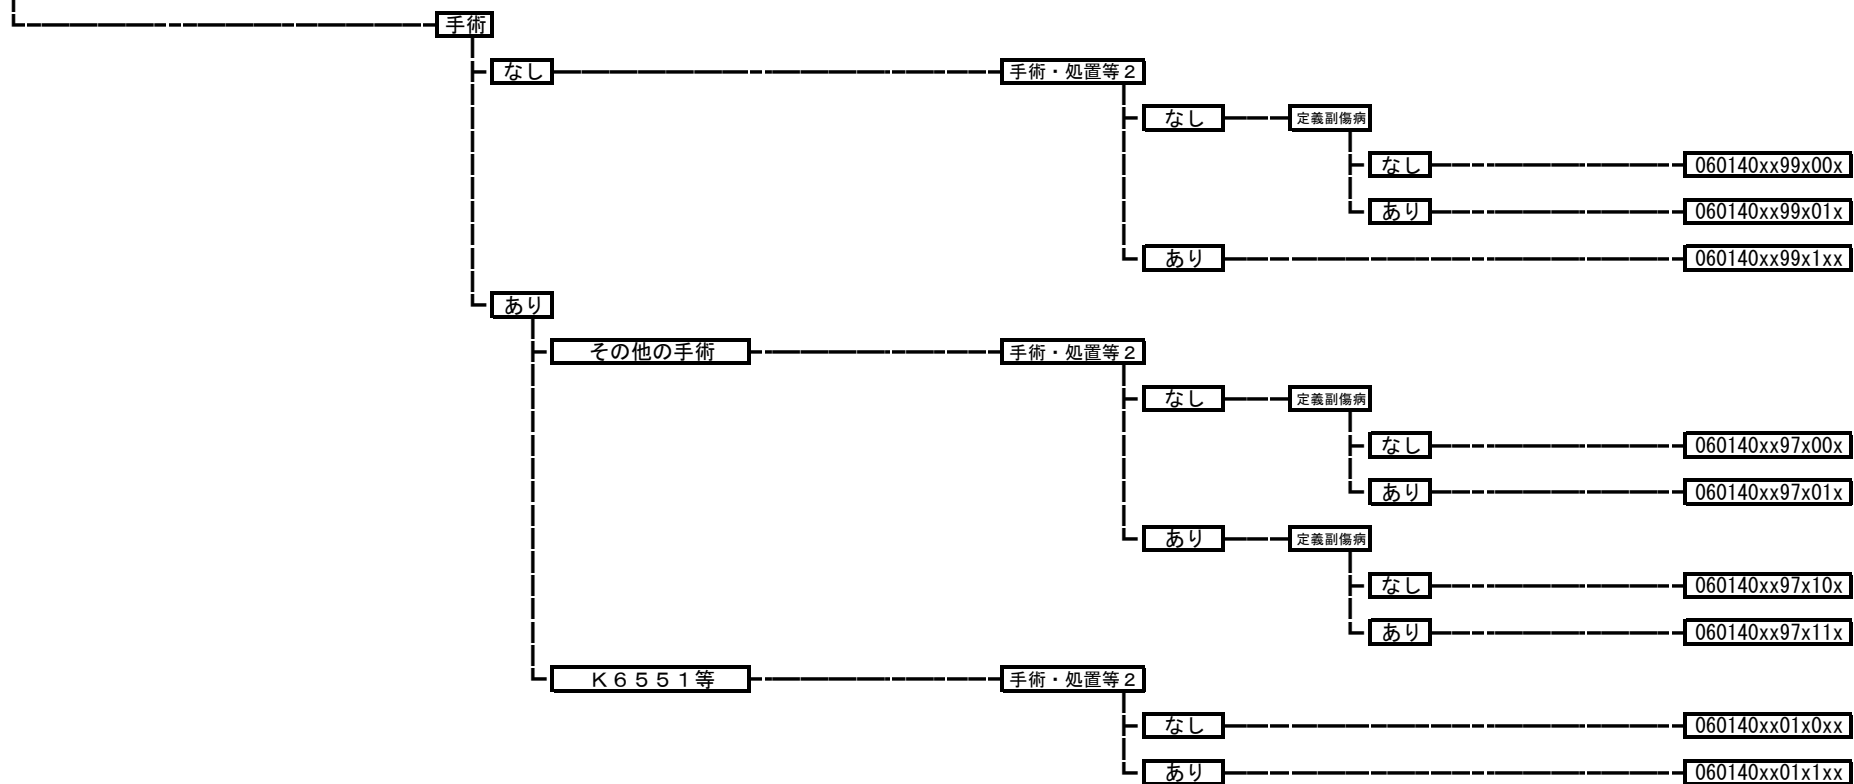 手術
なし 手術・処置等２
なし 定義副傷病
なし 060140xx99x00x
あり 060140xx99x01x
あり 060140xx99x1xx
あり
その他の手術 手術・処置等２
なし 定義副傷病
なし 060140xx97x00x
あり 060140xx97x01x
あり 定義副傷病
なし 060140xx97x10x
あり 060140xx97x11x
Ｋ６５５１等 手術・処置等２
なし 060140xx01x0xx
あり 060140xx01x1xx